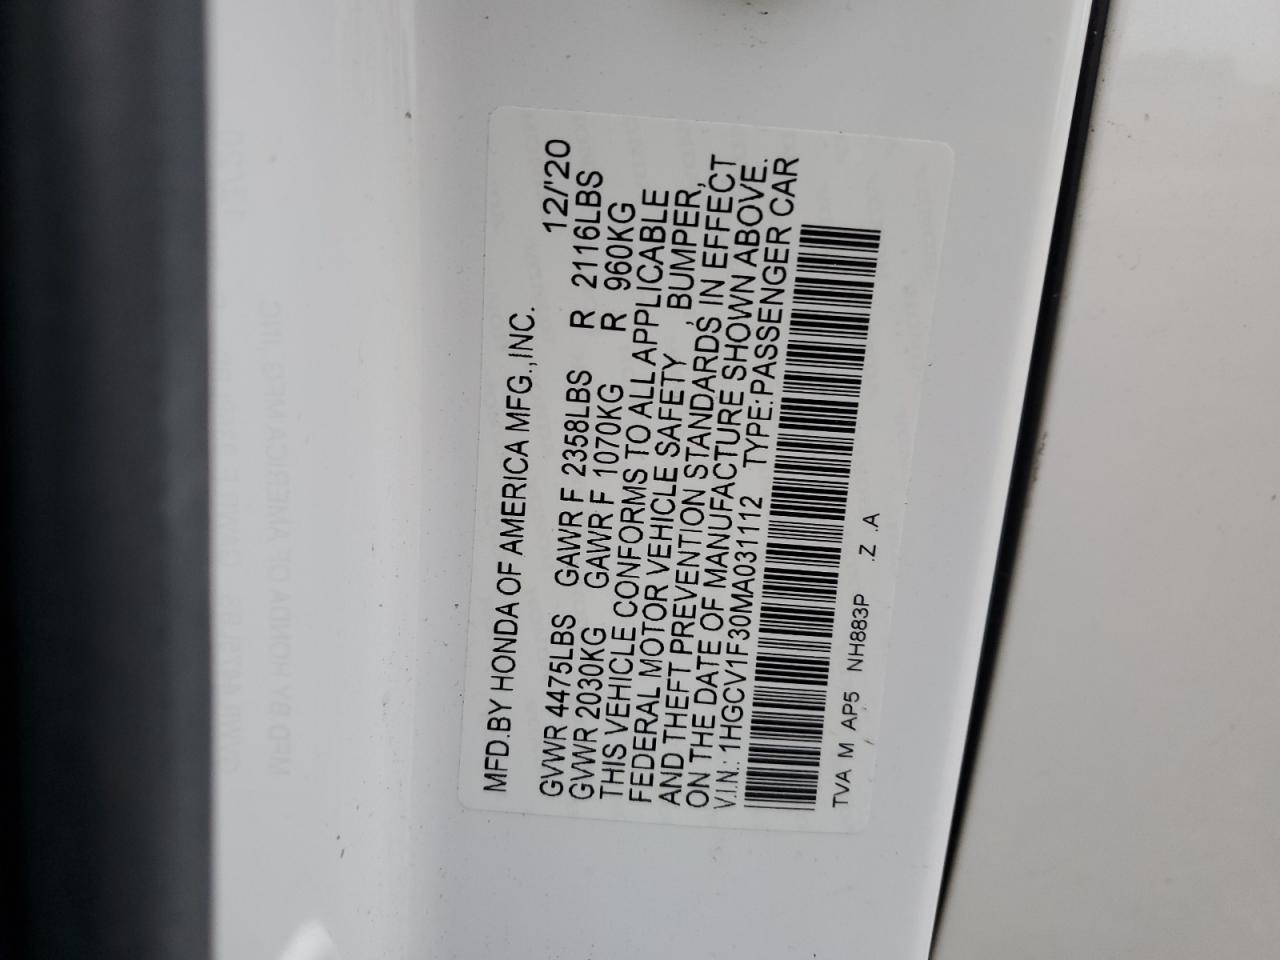 MFD.BY HONDA OF AMERICA MFG.,INC.
12/'20
GVWR 4475LBS GAWR F 2358LBS R 2116LBS
GVWR 2030KG GAWR F 1070KG R 960KG
THIS VEHICLE CONFORMS TO ALL APPLICABLE
FEDERAL MOTOR VEHICLE SAFETY , BUMPER,
AND THEFT PREVENTION STANDARDS IN EFFECT
ON THE DATE OF MANUFACTURE SHOWN ABOVE.
V.I.N.: 1HGCV1F30MA031112 TYPE:PASSENGER CAR
TVA M AP5 NH883P .Z .A